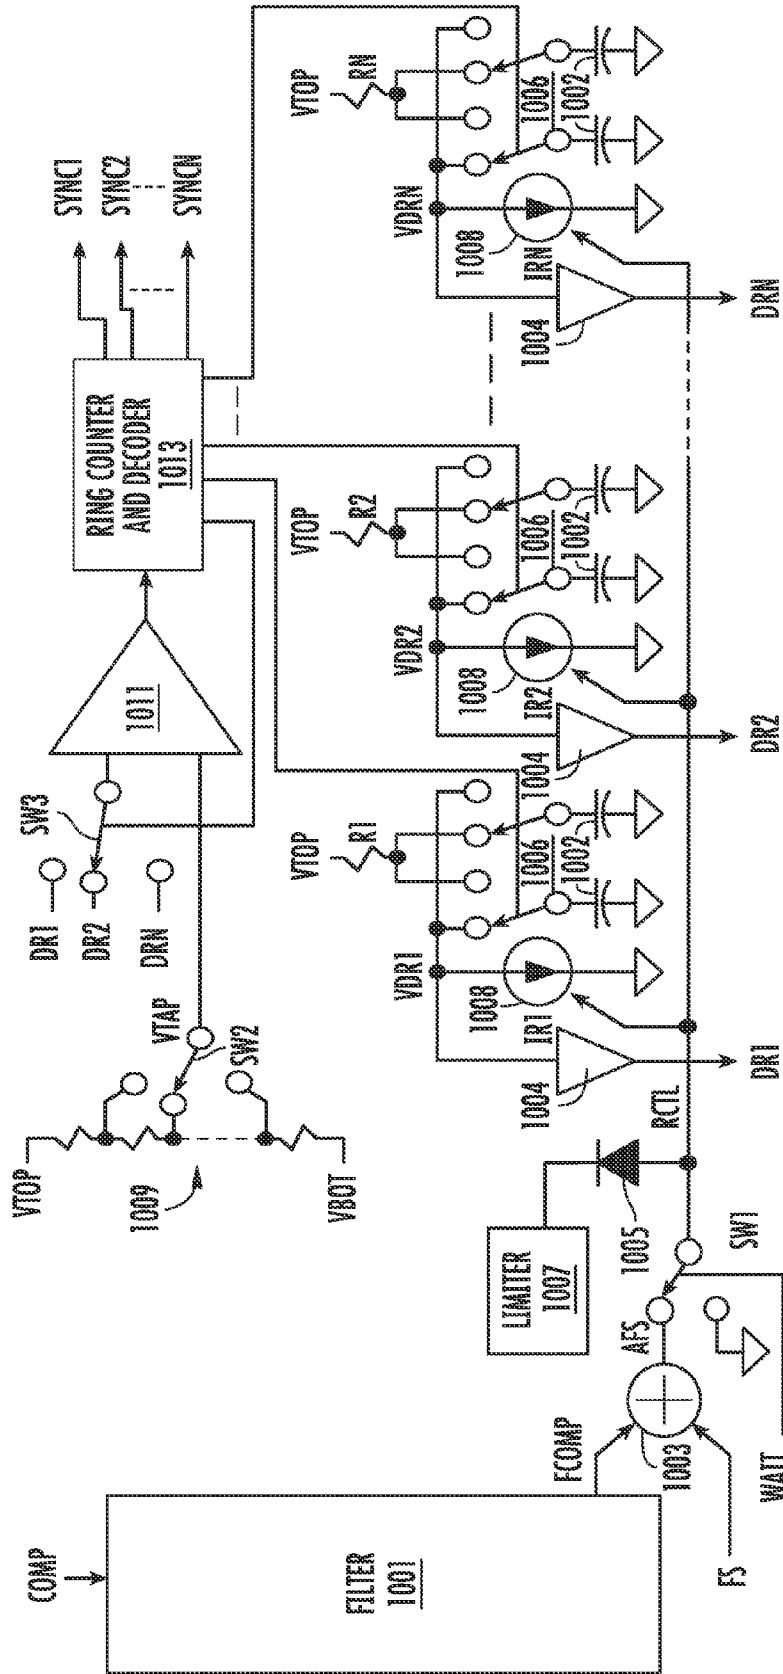 COMP
FILTER
1001
FCOMP
FS
1003
AFS
WAIT
SW1
LIMITER
1007
1005
RCTL
VTOP
1009
VBOT
VTAP
SW2
DR1
DR2
DRN
SW3
1011
RING COUNTER
AND DECODER
1013
SYNC1
SYNC2
SYNCN
VDR1
VTOP
R1
1008
IR1
1004
1006
1002
DR1
VDR2
VTOP
R2
1008
IR2
1004
1006
1002
DR2
VDRN
VTOP
RN
1008
IRN
1004
1006
1002
DRN